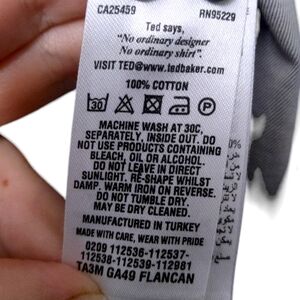 CA25459 RN95229
Ted says,
"No ordinary designer
No ordinary shirt".
VISIT TED@www.tedbaker.com
100% COTTON
30
MACHINE WASH AT 30C,
SEPARATELY, INSIDE OUT. DO
NOT USE PRODUCTS CONTAINING
BLEACH, OIL OR ALCOHOL.
DO NOT LEAVE IN DIRECT
SUNLIGHT. RE-SHAPE WHILST
DAMP. WARM IRON ON REVERSE.
DO NOT TUMBLE DRY.
MAY BE DRY CLEANED.
MANUFACTURED IN TURKEY
MADE WITH CARE, WEAR WITH PRIDE
0209 112536-112537-
112538-112539-112981
TA3M GA49 FLANCAN